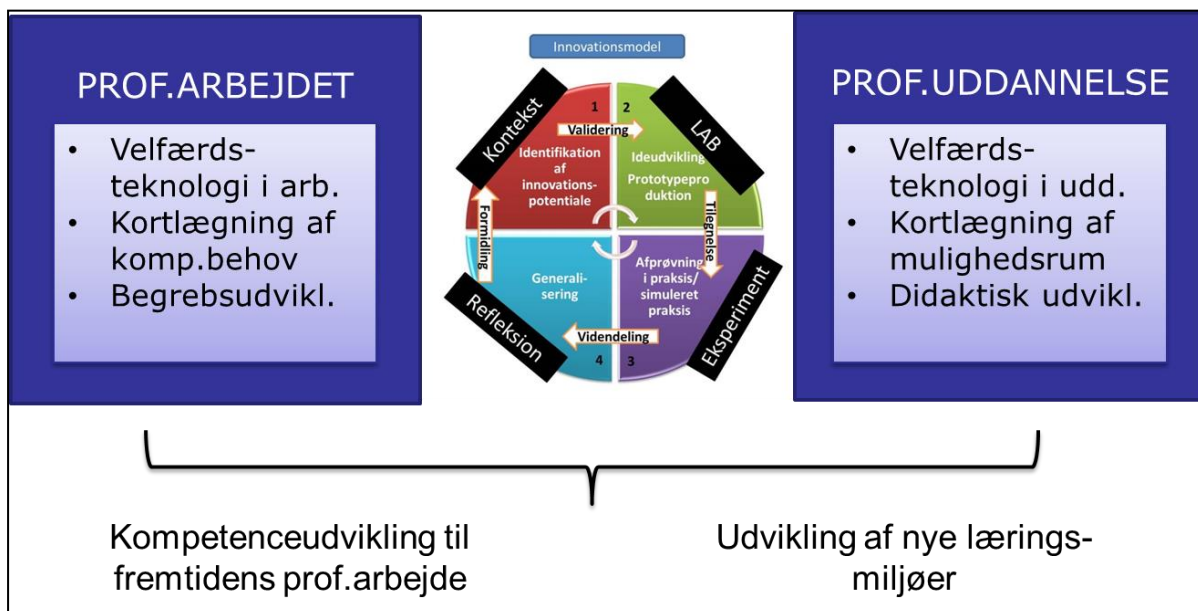 PROF.ARBEJDET
• Velfærds-
teknologi i arb.
• Kortlægning af
komp.behov
• Begrebsudvikl.
Innovationsmodel
Kontekst
1
Validering
Identifikation
af
innovations-
potentiale
2
LAB
Ideudvikling
Prototypepro
duktion
Tilegnelse
Afprøvning
i praksis/
simuleret
praksis
Eksperiment
3
Videndeling
4
Generali-
sering
Refleksion
Formidling
PROF.UDDANNELSE
• Velfærds-
teknologi i udd.
• Kortlægning af
mulighedsrum
• Didaktisk udvikl.
Kompetenceudvikling til
fremtidens prof.arbejde
Udvikling af nye lærings-
miljøer